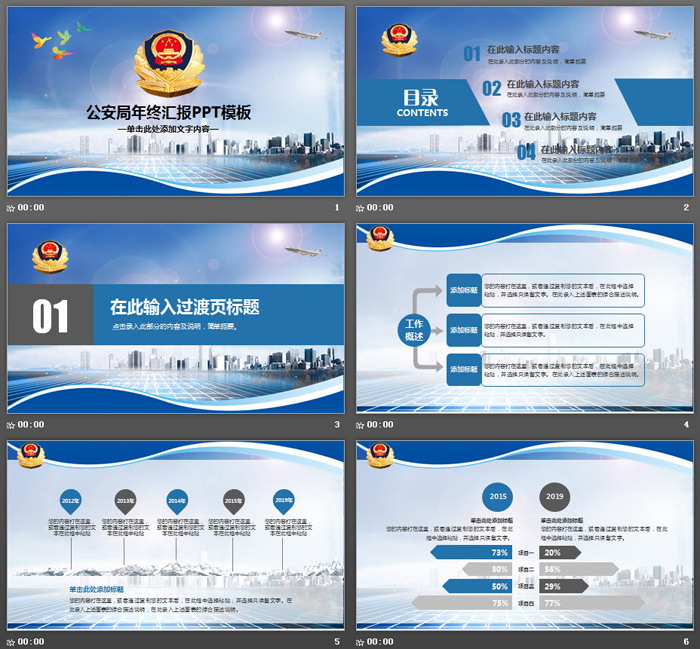 公安局年终汇报PPT模板
—单击此处添加文字内容—
00:00
1
目录
CONTENTS
01
在此输入标题内容
在此录入此部分的内容及说明，简单扼要
02
在此输入标题内容
在此录入此部分的内容及说明，简单扼要
03
在此输入标题内容
在此录入此部分的内容及说明，简单扼要
04
在此输入标题内容
在此录入此部分的内容及说明，简单扼要
00:00
2
01
在此输入过渡页标题
点击录入此部分的内容及说明，简单扼要。
00:00
3
工作
概述
添加标题
您的内容打在这里，或者通过复制您的文本后，在此框中选择
粘贴，并选择只保留文字。在此录入上述图表的综合描述说明。
添加标题
您的内容打在这里，或者通过复制您的文本后，在此框中选择
粘贴，并选择只保留文字。
添加标题
您的内容打在这里，或者通过复制您的文本后，在此框中选择
粘贴，并选择只保留文字。在此录入上述图表的综合描述说明。
00:00
4
2012年
2013年
2014年
2015年
2019年
您的内容打在这里，
或者通过复制您的文
本在此框中粘贴
您的内容打在这里，
或者通过复制您的文
本在此框中粘贴
您的内容打在这里，
或者通过复制您的文
本在此框中粘贴
您的内容打在这里，
或者通过复制您的文
本在此框中粘贴
您的内容打在这里，
或者通过复制您的文
本在此框中粘贴
单击此处添加标题
您的内容打在这里，或者通过复制您的文本后，在此框中选择粘贴，并选择只保留文字。在
此录入上述图表的综合描述说明，在此录入上述图表的综合描述说明。
00:00
5
2015
2019
单击此处添加标题
您的内容打在这里，或者通过复制您的文本后，在此
框中选择粘贴，并选择只保留文字。
单击此处添加标题
您的内容打在这里，或者通过复制您的文本后，在此
框中选择粘贴，并选择只保留文字。
73% 项目一 20%
30% 项目二 56%
50% 项目三 29%
75% 项目四 77%
00:00
6